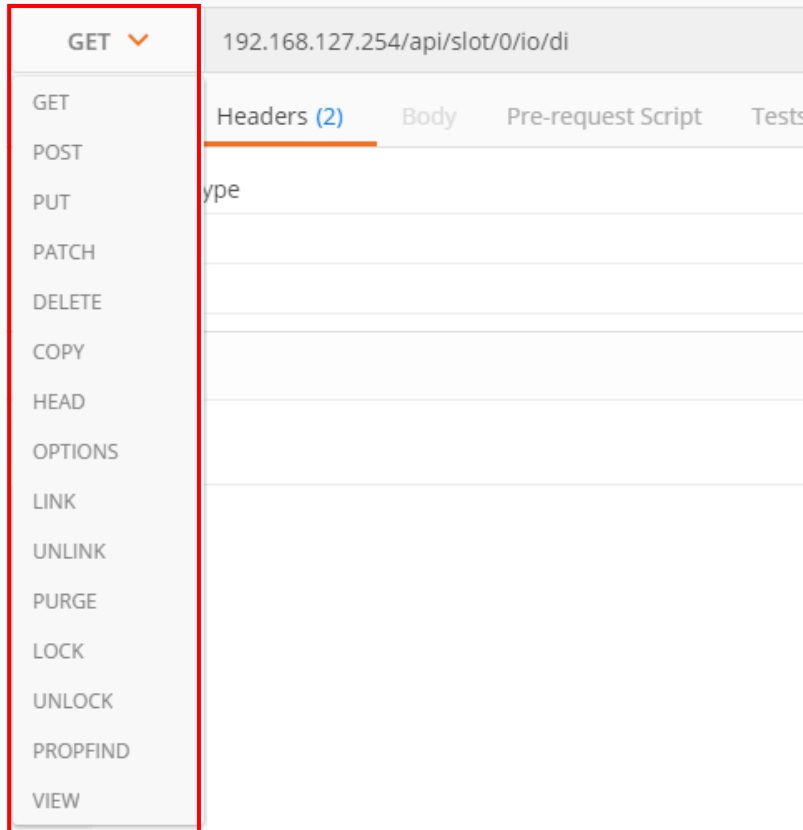 GET 192.168.127.254/api/slot/0/io/di
Headers (2) Body Pre-request Script Tests
ype
GET
POST
PUT
PATCH
DELETE
COPY
HEAD
OPTIONS
LINK
UNLINK
PURGE
LOCK
UNLOCK
PROPFIND
VIEW